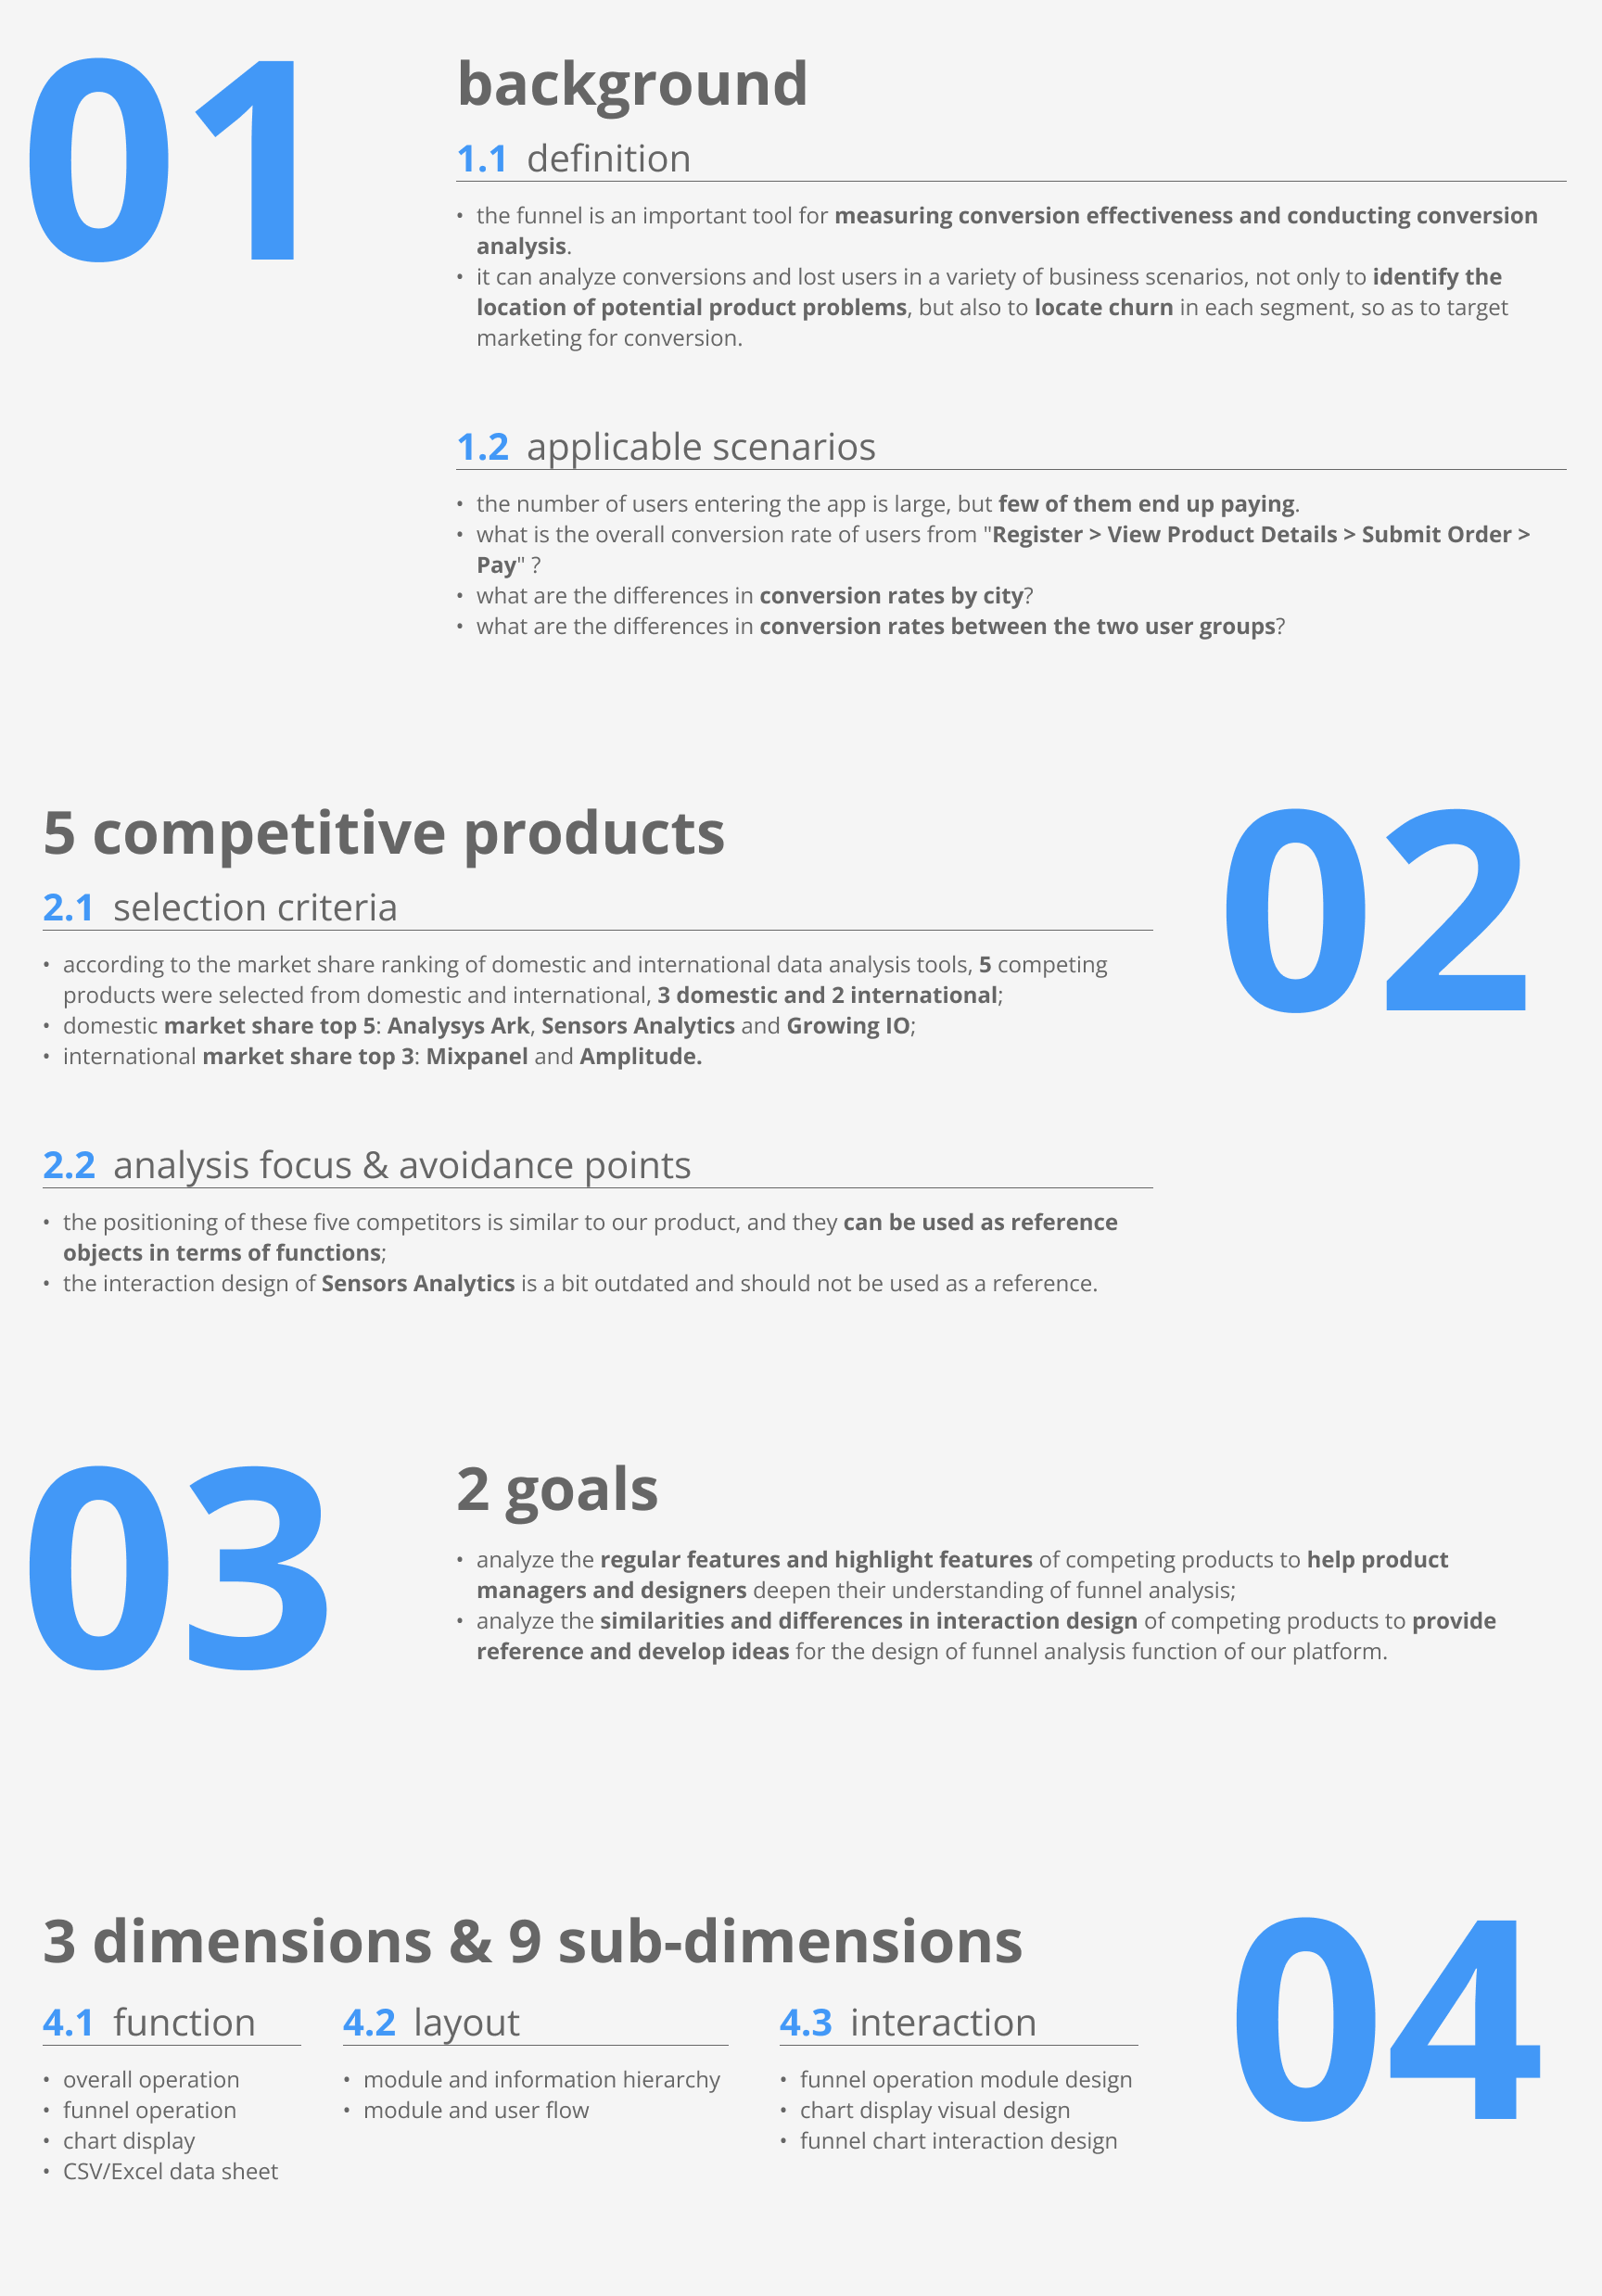 01
background
1.1 definition
• the funnel is an important tool for measuring conversion effectiveness and conducting conversion
analysis.
• it can analyze conversions and lost users in a variety of business scenarios, not only to identify the
location of potential product problems, but also to locate churn in each segment, so as to target
marketing for conversion.
1.2 applicable scenarios
• the number of users entering the app is large, but few of them end up paying.
• what is the overall conversion rate of users from "Register > View Product Details > Submit Order >
Pay" ?
• what are the differences in conversion rates by city?
• what are the differences in conversion rates between the two user groups?
5 competitive products
02
2.1 selection criteria
• according to the market share ranking of domestic and international data analysis tools, 5 competing
products were selected from domestic and international, 3 domestic and 2 international;
• domestic market share top 5: Analysys Ark, Sensors Analytics and Growing IO;
• international market share top 3: Mixpanel and Amplitude.
2.2 analysis focus & avoidance points
• the positioning of these five competitors is similar to our product, and they can be used as reference
objects in terms of functions;
• the interaction design of Sensors Analytics is a bit outdated and should not be used as a reference.
03
2 goals
• analyze the regular features and highlight features of competing products to help product
managers and designers deepen their understanding of funnel analysis;
• analyze the similarities and differences in interaction design of competing products to provide
reference and develop ideas for the design of funnel analysis function of our platform.
3 dimensions & 9 sub-dimensions
04
4.1 function
• overall operation
• funnel operation
• chart display
• CSV/Excel data sheet
4.2 layout
• module and information hierarchy
• module and user flow
4.3 interaction
• funnel operation module design
• chart display visual design
• funnel chart interaction design